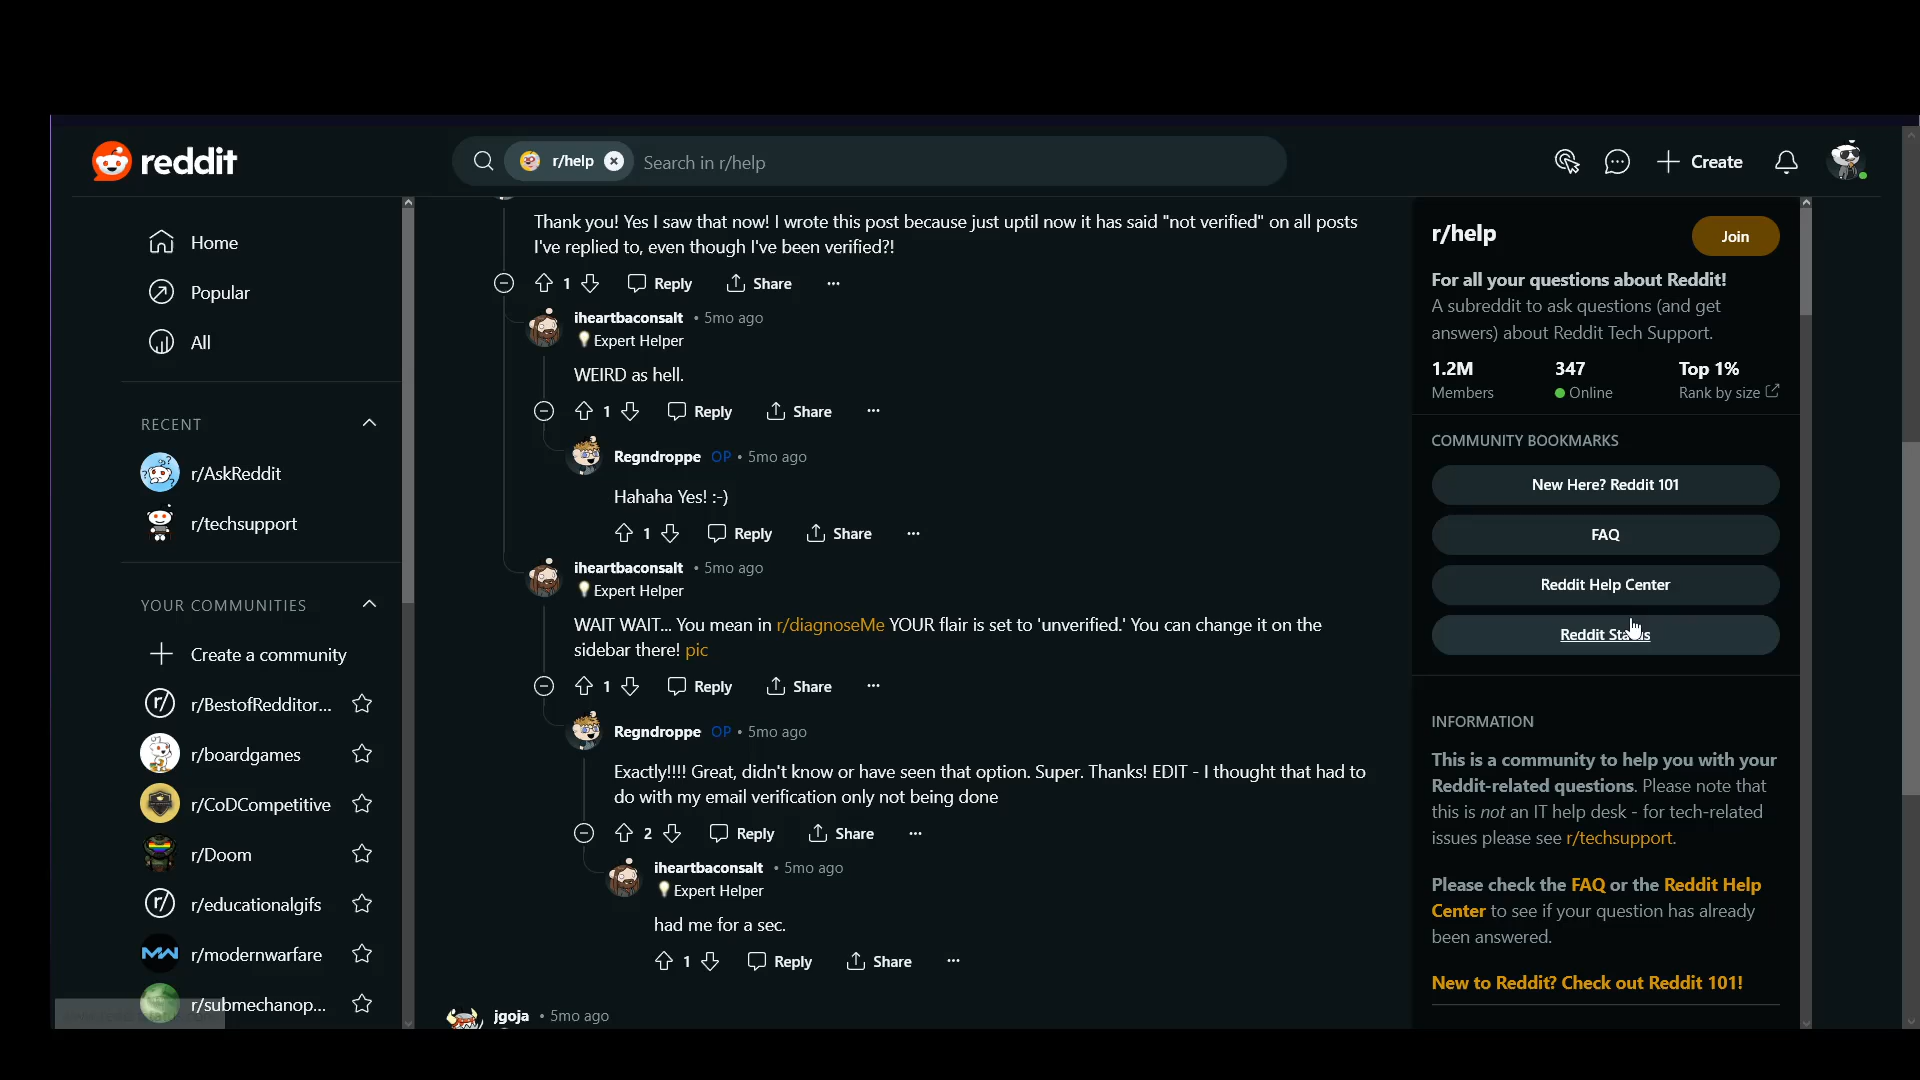 reddit
r/help
Search in r/help
Create
Home
Popular
All
RECENT
r/AskReddit
r/techsupport
YOUR COMMUNITIES
Create a community
r/BestofRedditor...
r/boardgames
r/CoDCompetitive
r/Doom
r/educationalgifs
r/modernwarfare
r/submechanop...
Thank you! Yes I saw that now! I wrote this post because just uptil now it has said "not verified" on all posts
I've replied to, even though I've been verified?!
1 Reply Share ...
iheartbaconsalt • 5mo ago
Expert Helper
WEIRD as hell.
1 Reply Share ...
Regndroppe OP • 5mo ago
Hahaha Yes! :-)
1 Reply Share ...
iheartbaconsalt • 5mo ago
Expert Helper
WAIT WAIT... You mean in r/diagnoseMe YOUR flair is set to 'unverified.' You can change it on the
sidebar there! pic
1 Reply Share ...
Regndroppe OP • 5mo ago
Exactly!!!! Great, didn't know or have seen that option. Super. Thanks! EDIT - I thought that had to
do with my email verification only not being done
2 Reply Share ...
iheartbaconsalt • 5mo ago
Expert Helper
had me for a sec.
1 Reply Share ...
jgoja • 5mo ago
r/help
Join
For all your questions about Reddit!
A subreddit to ask questions (and get
answers) about Reddit Tech Support.
1.2M 347 Top 1%
Members Online Rank by size
COMMUNITY BOOKMARKS
New Here? Reddit 101
FAQ
Reddit Help Center
Reddit Status
INFORMATION
This is a community to help you with your
Reddit-related questions. Please note that
this is not an IT help desk - for tech-related
issues please see r/techsupport.
Please check the FAQ or the Reddit Help
Center to see if your question has already
been answered.
New to Reddit? Check out Reddit 101!